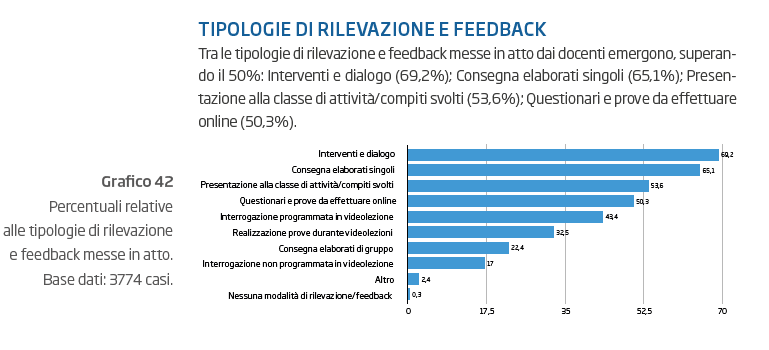 TIPOLOGIE DI RILEVAZIONE E FEEDBACK
Tra le tipologie di rilevazione e feedback messe in atto dai docenti emergono, superan-
do il 50%: Interventi e dialogo (69,2%); Consegna elaborati singoli (65,1%); Presen-
tazione alla classe di attività/compiti svolti (53,6%); Questionari e prove da effettuare
online (50,3%).
Grafico 42
Percentuali relative
alle tipologie di rilevazione
e feedback messe in atto.
Base dati: 3774 casi.
Interventi e dialogo 69,2
Consegna elaborati singoli 65,1
Presentazione alla classe di attività/compiti svolti 53,6
Questionari e prove da effettuare online 50,3
Interrogazione programmata in videolezione 43,4
Realizzazione prove durante videolezioni 32,5
Consegna elaborati di gruppo 22,4
Interrogazione non programmata in videolezione 17
Altro 2,4
Nessuna modalità di rilevazione/feedback 0,3
0 17,5 35 52,5 70